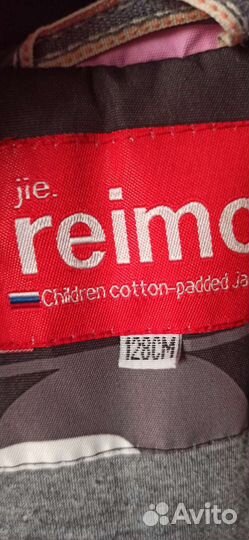 jie.
reimo
Children cotton-padded Ja
128CM
Avito